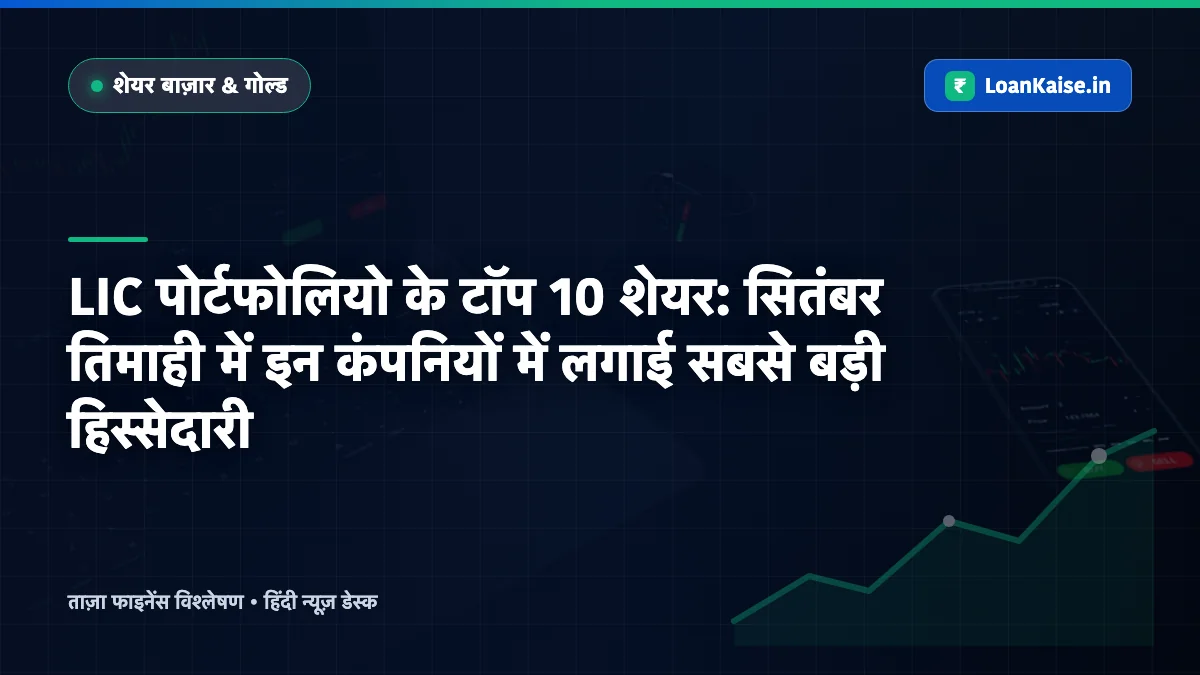 शेयर बाज़ार & गोल्ड
₹ LoanKaise.in
LIC पोर्टफोलियो के टॉप 10 शेयर: सितंबर
तिमाही में इन कंपनियों में लगाई सबसे बड़ी
हिस्सेदारी
ताज़ा फाइनेंस विश्लेषण • हिंदी न्यूज़ डेस्क